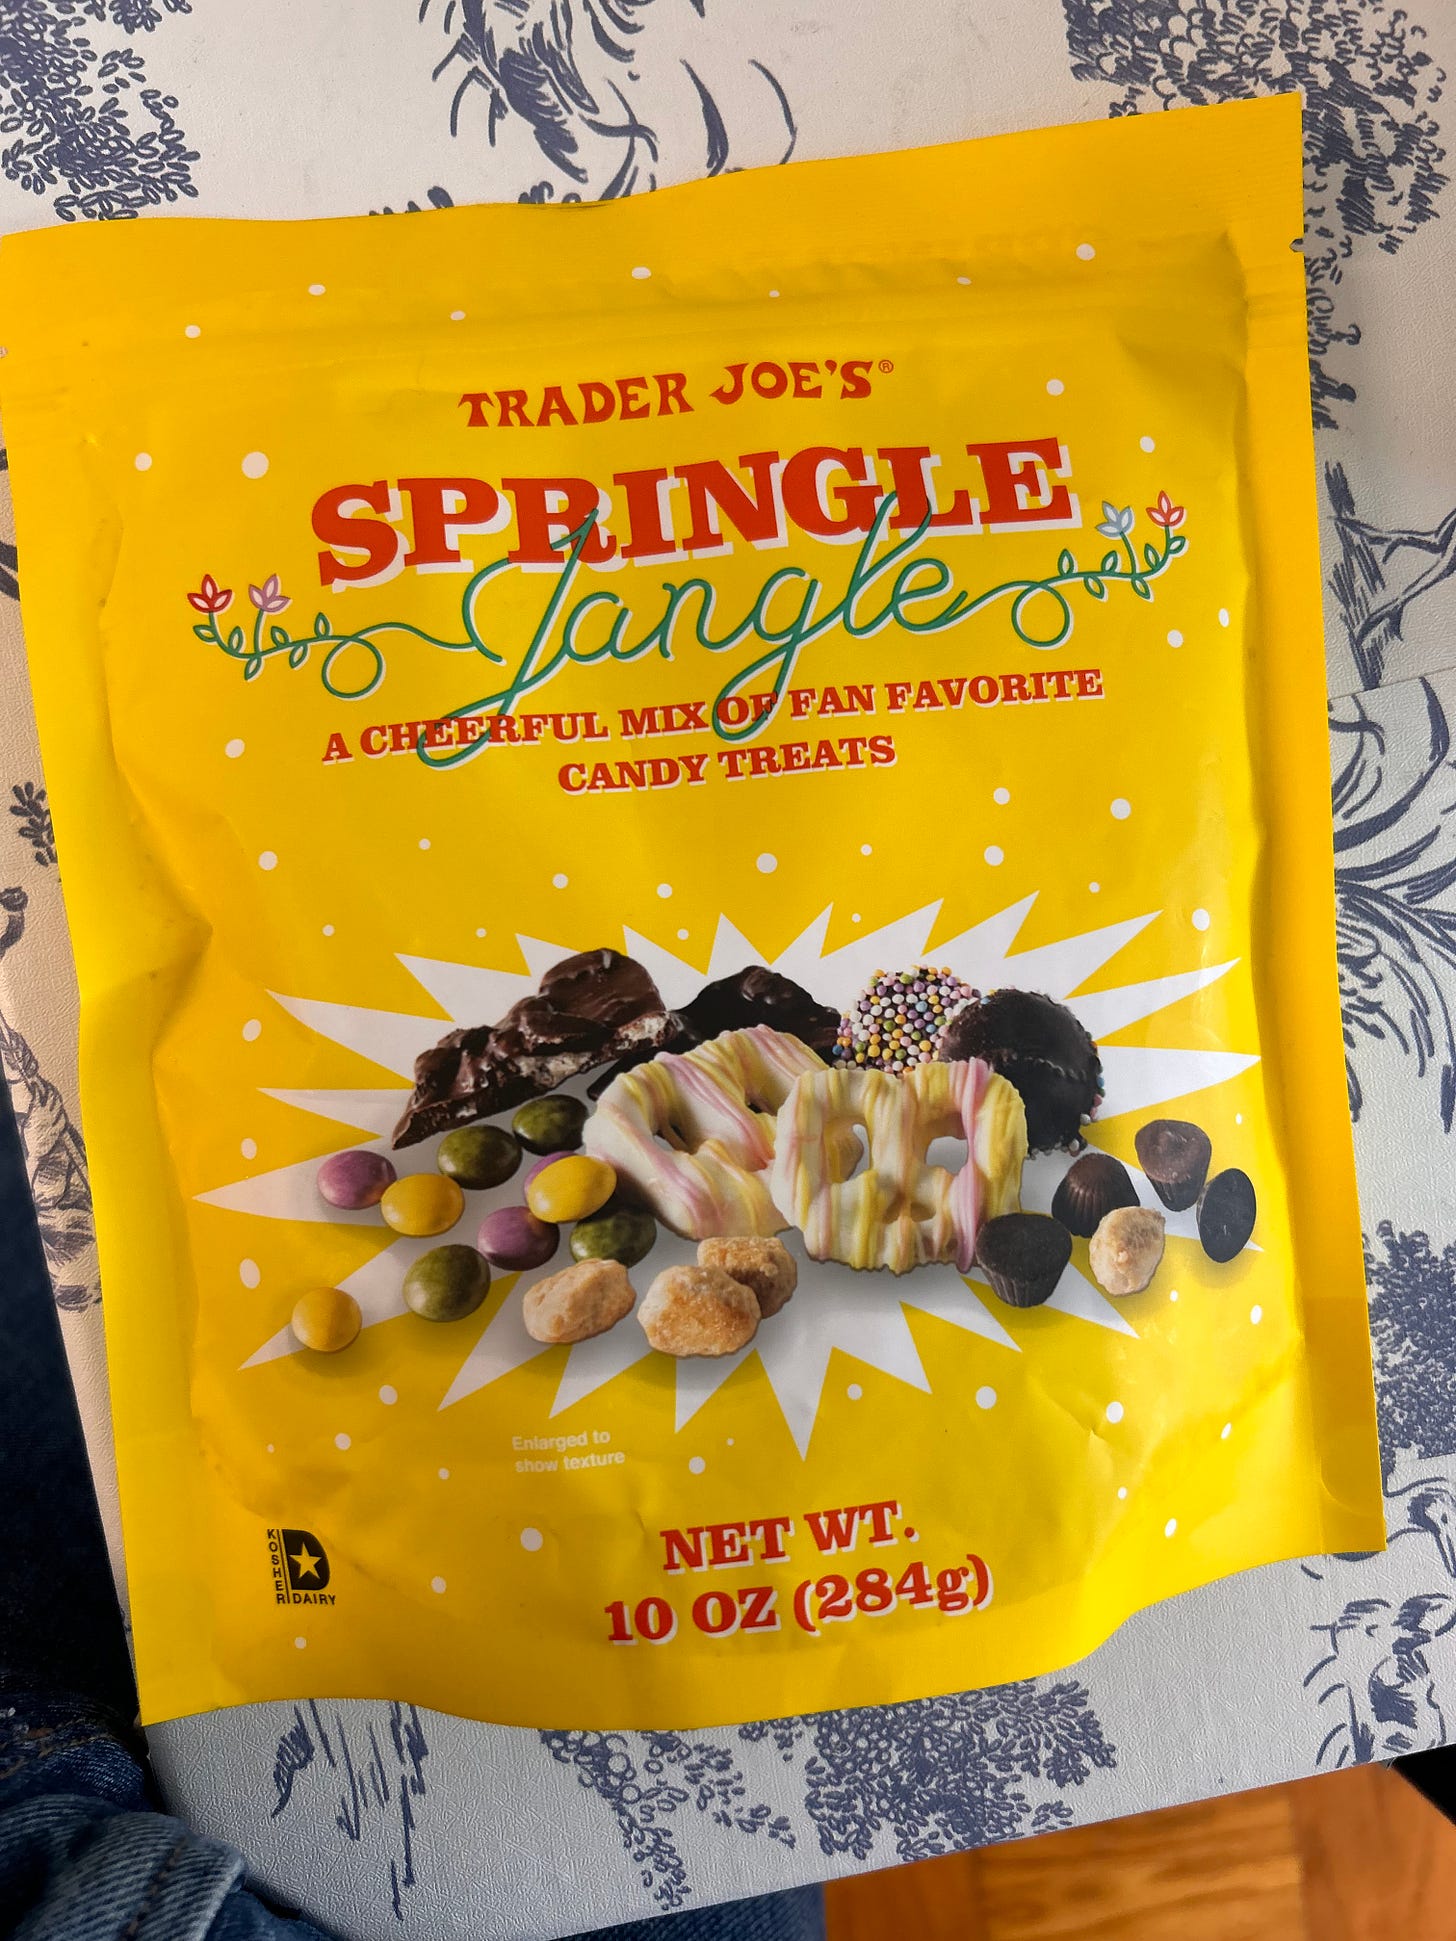 TRADER JOE'S®
SPRINGLE
Jangle
A CHEERFUL MIX OF FAN FAVORITE
CANDY TREATS
Enlarged to
show texture
KOSHER
D
DAIRY
NET WT.
10 OZ (284g)